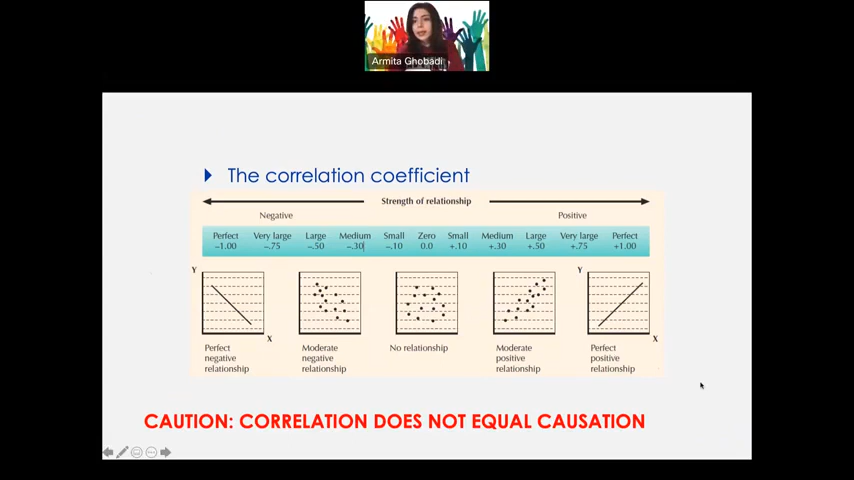 Armita Ghobadi
The correlation coefficient
Strength of relationship
Negative Positive
Perfect Very large Large Medium Small Zero Small Medium Large Very large Perfect
–1.00 –.75 –.50 –.30 –.10 0.0 +.10 +.30 +.50 +.75 +1.00
Y Y
X X
Perfect
negative
relationship
Moderate
negative
relationship
No relationship
Moderate
positive
relationship
Perfect
positive
relationship
CAUTION: CORRELATION DOES NOT EQUAL CAUSATION